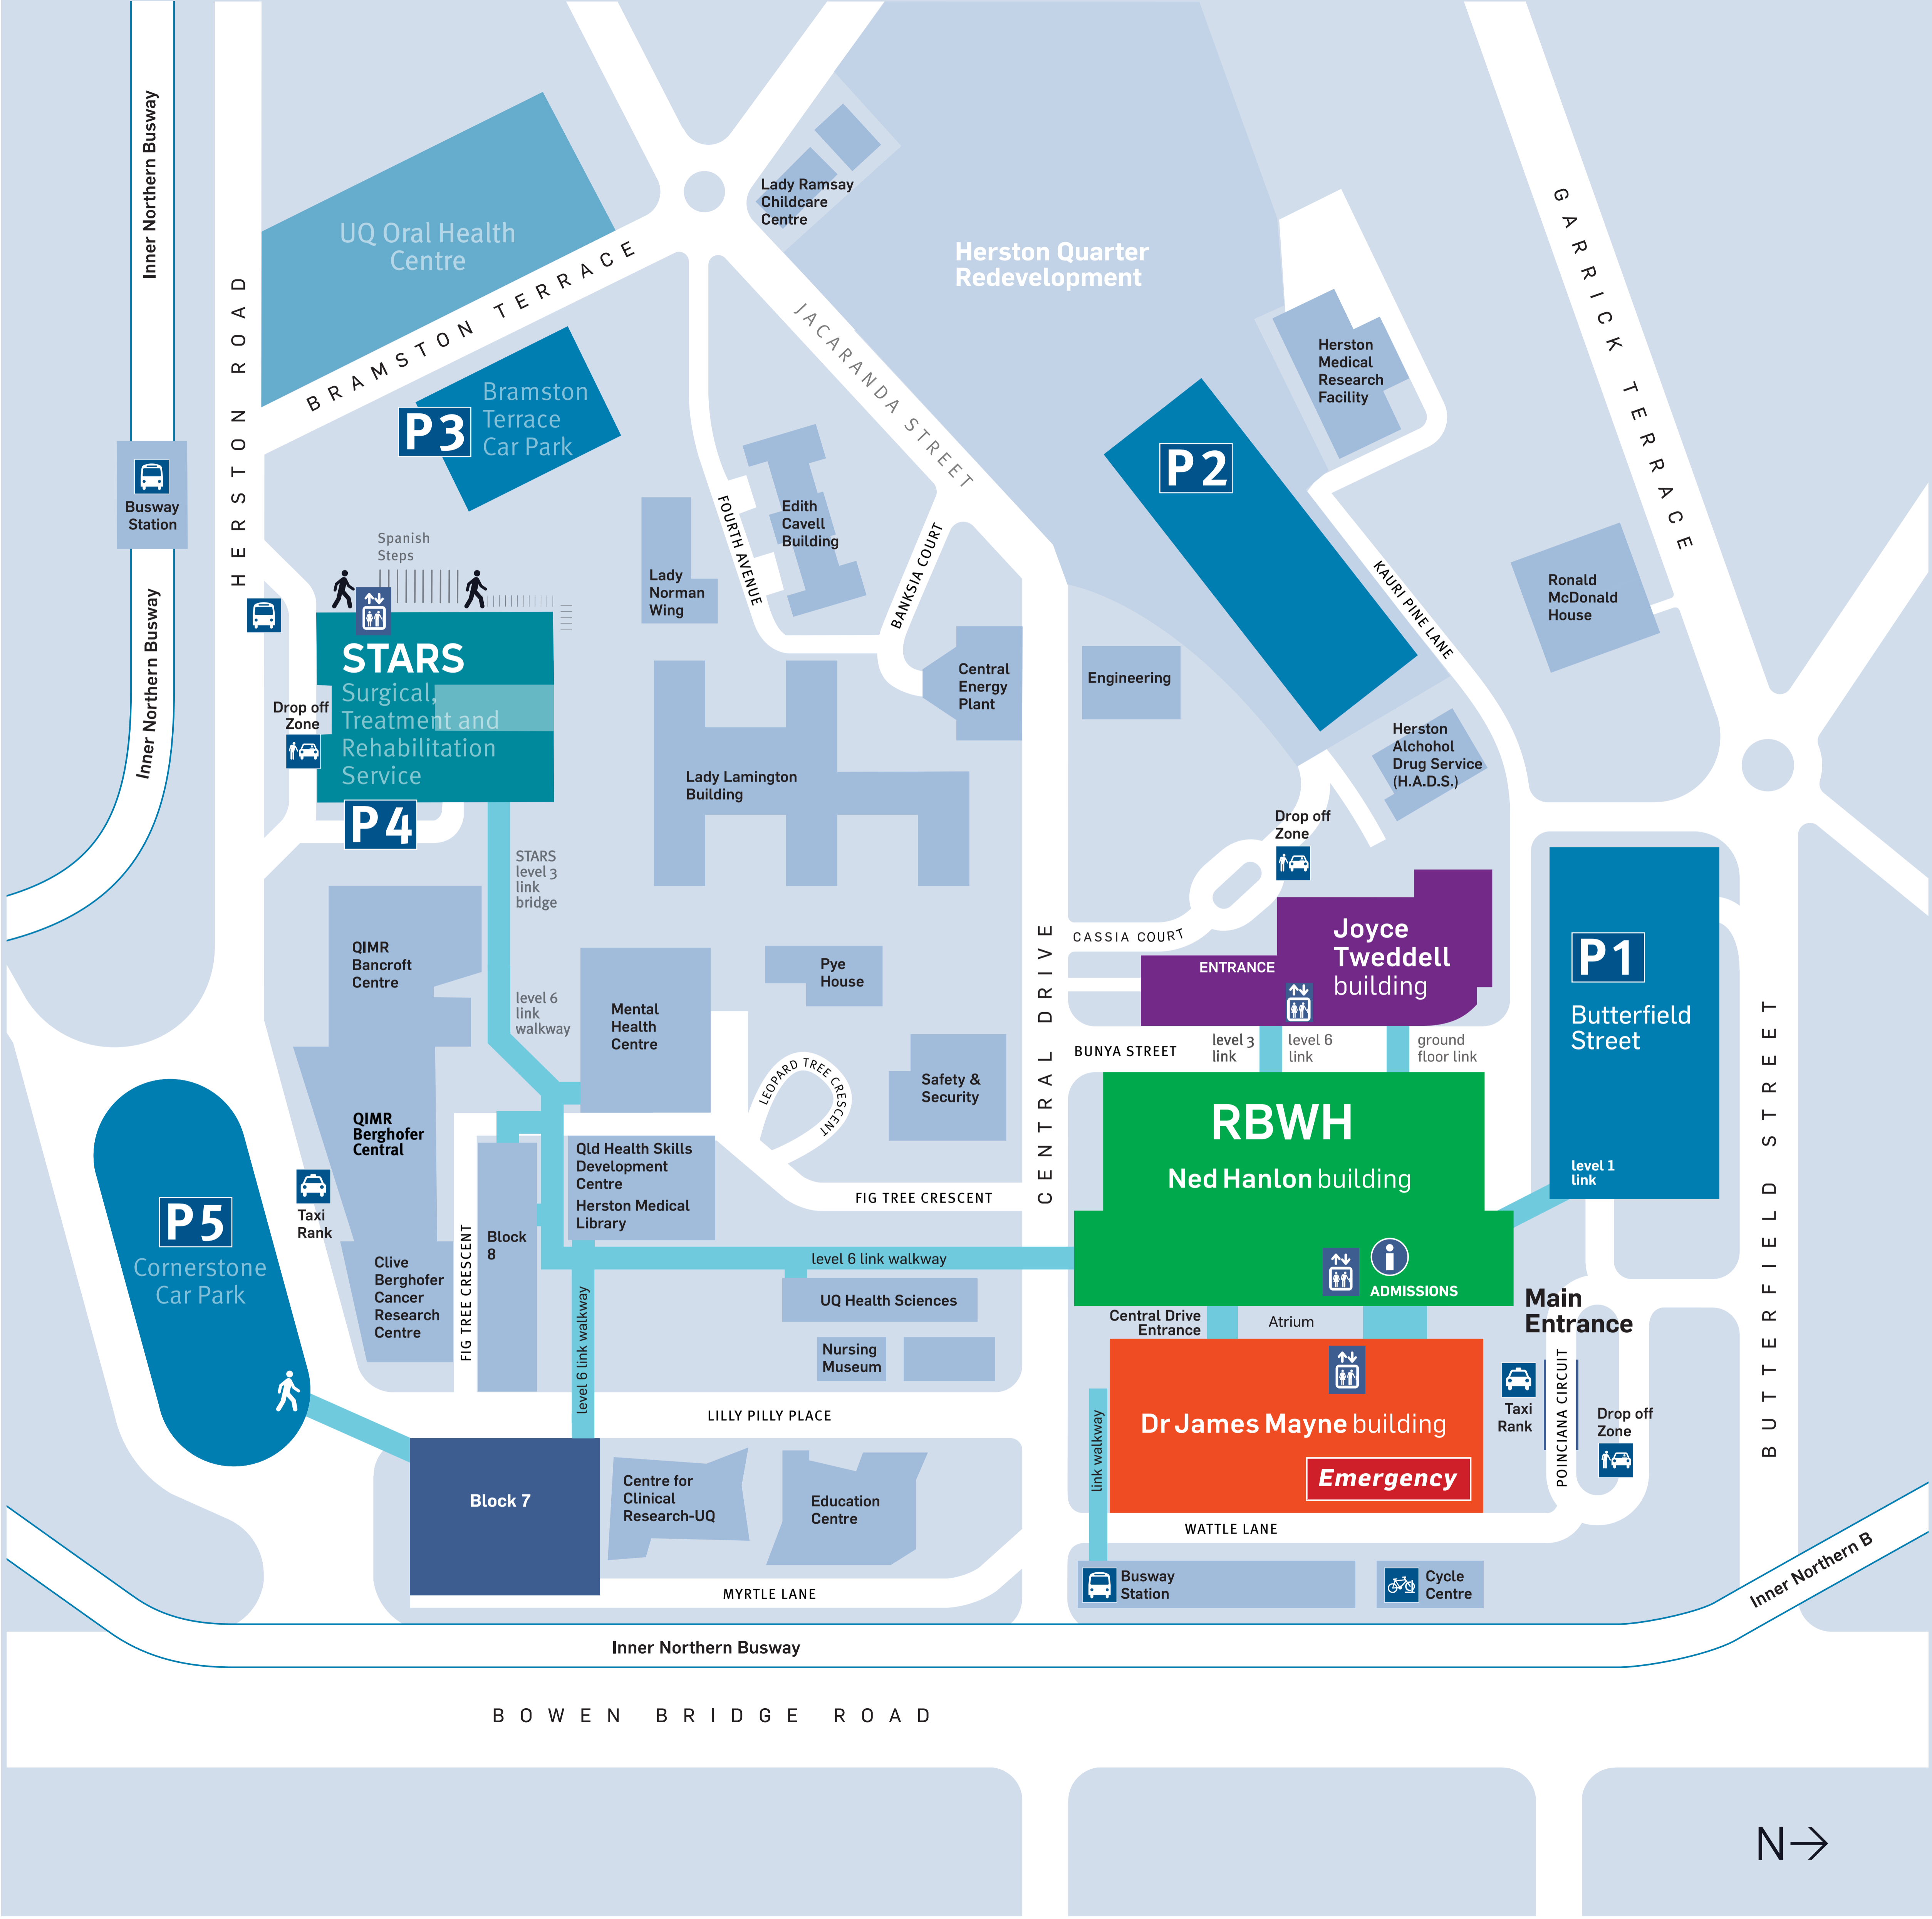 Inner Northern Busway
HERSTON ROAD
UQ Oral Health
Centre
BRAMSTON TERRACE
Lady Ramsay
Childcare
Centre
Herston Quarter
Redevelopment
JACARANDA STREET
GARRICK TERRACE
Herston
Medical
Research
Facility
P3
Bramston
Terrace
Car Park
P2
Busway
Station
Spanish
Steps
FOURTH AVENUE
Edith
Cavell
Building
BANKSIA COURT
Lady
Norman
Wing
KAURI PINE LANE
Ronald
McDonald
House
Inner Northern Busway
STARS
Surgical,
Treatment and
Rehabilitation
Service
Drop off
Zone
P4
Central
Energy
Plant
Engineering
Lady Lamington
Building
Herston
Alchohol
Drug Service
(H.A.D.S.)
Drop off
Zone
STARS
level 3
link
bridge
QIMR
Bancroft
Centre
level 6
link
walkway
Mental
Health
Centre
Pye
House
CENTRAL DRIVE
CASSIA COURT
ENTRANCE
Joyce
Tweddell
building
P1
Butterfield
Street
level 1
link
BUTTERFIELD STREET
BUNYA STREET
level 3
link
level 6
link
ground
floor link
LEOPARD TREE CRESCENT
Safety &
Security
RBWH
Ned Hanlon building
QIMR
Berghofer
Central
Qld Health Skills
Development
Centre
Herston Medical
Library
FIG TREE CRESCENT
P5
Cornerstone
Car Park
Taxi
Rank
Block
8
FIG TREE CRESCENT
Clive
Berghofer
Cancer
Research
Centre
level 6 link walkway
level 6 link walkway
UQ Health Sciences
Nursing
Museum
i
ADMISSIONS
Main
Entrance
Central Drive
Entrance
Atrium
Dr James Mayne building
Emergency
Taxi
Rank
POINCIANA CIRCUIT
Drop off
Zone
LILLY PILLY PLACE
link walkway
Block 7
Centre for
Clinical
Research-UQ
Education
Centre
WATTLE LANE
Busway
Station
Cycle
Centre
MYRTLE LANE
Inner Northern B
Inner Northern Busway
BOWEN BRIDGE ROAD
N